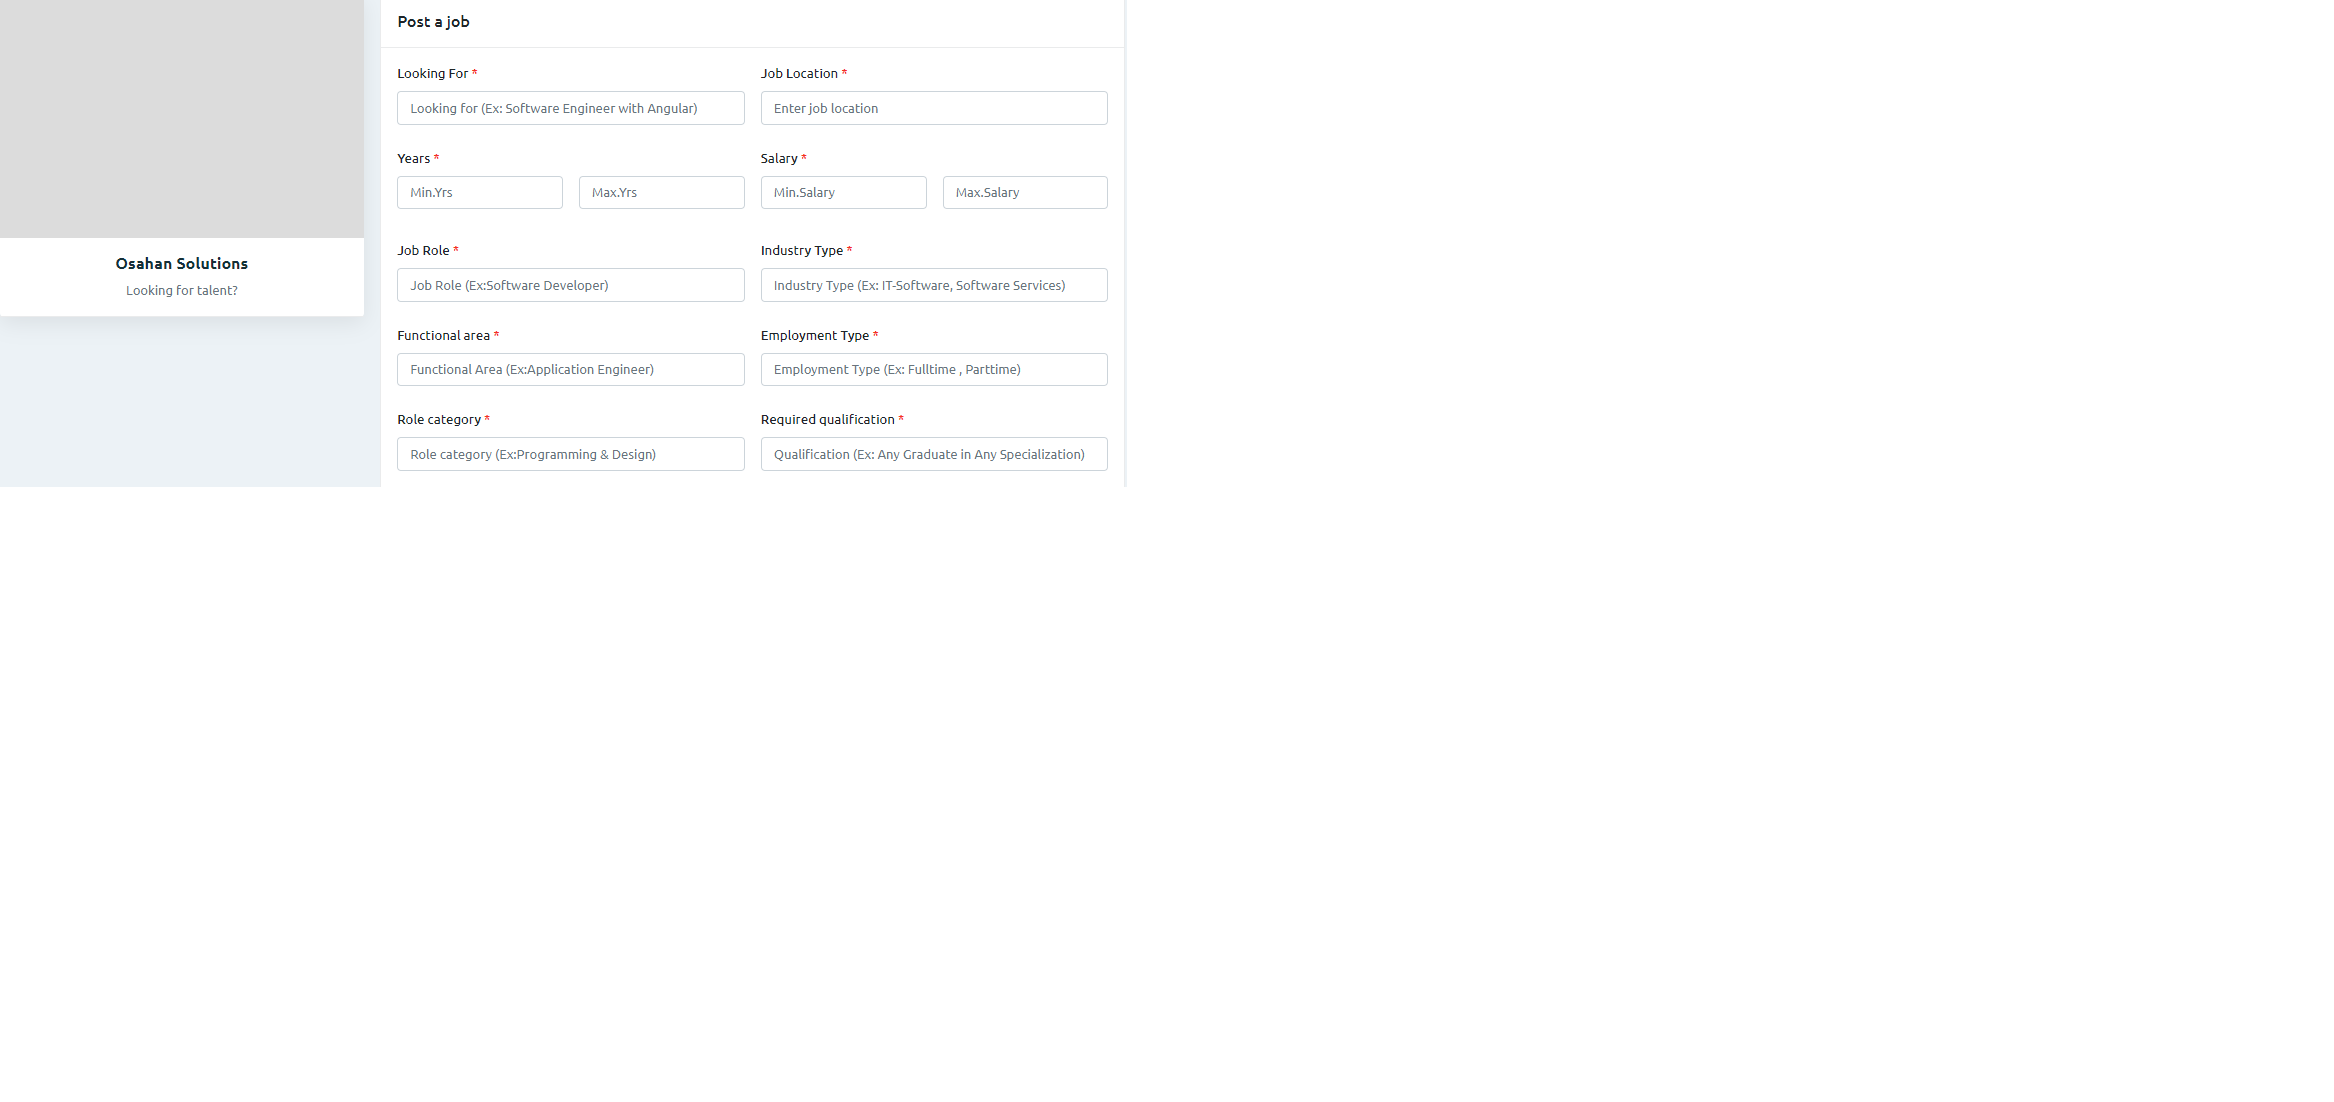 Post a job
Looking For *
Job Location *
Looking for (Ex: Software Engineer with Angular)
Enter job location
Years *
Salary *
Min.Yrs
Max.Yrs
Min.Salary
Max.Salary
Job Role *
Industry Type *
Job Role (Ex:Software Developer)
Industry Type (Ex: IT-Software, Software Services)
Functional area *
Employment Type *
Functional Area (Ex:Application Engineer)
Employment Type (Ex: Fulltime , Parttime)
Role category *
Required qualification *
Role category (Ex:Programming & Design)
Qualification (Ex: Any Graduate in Any Specialization)
Osahan Solutions
Looking for talent?